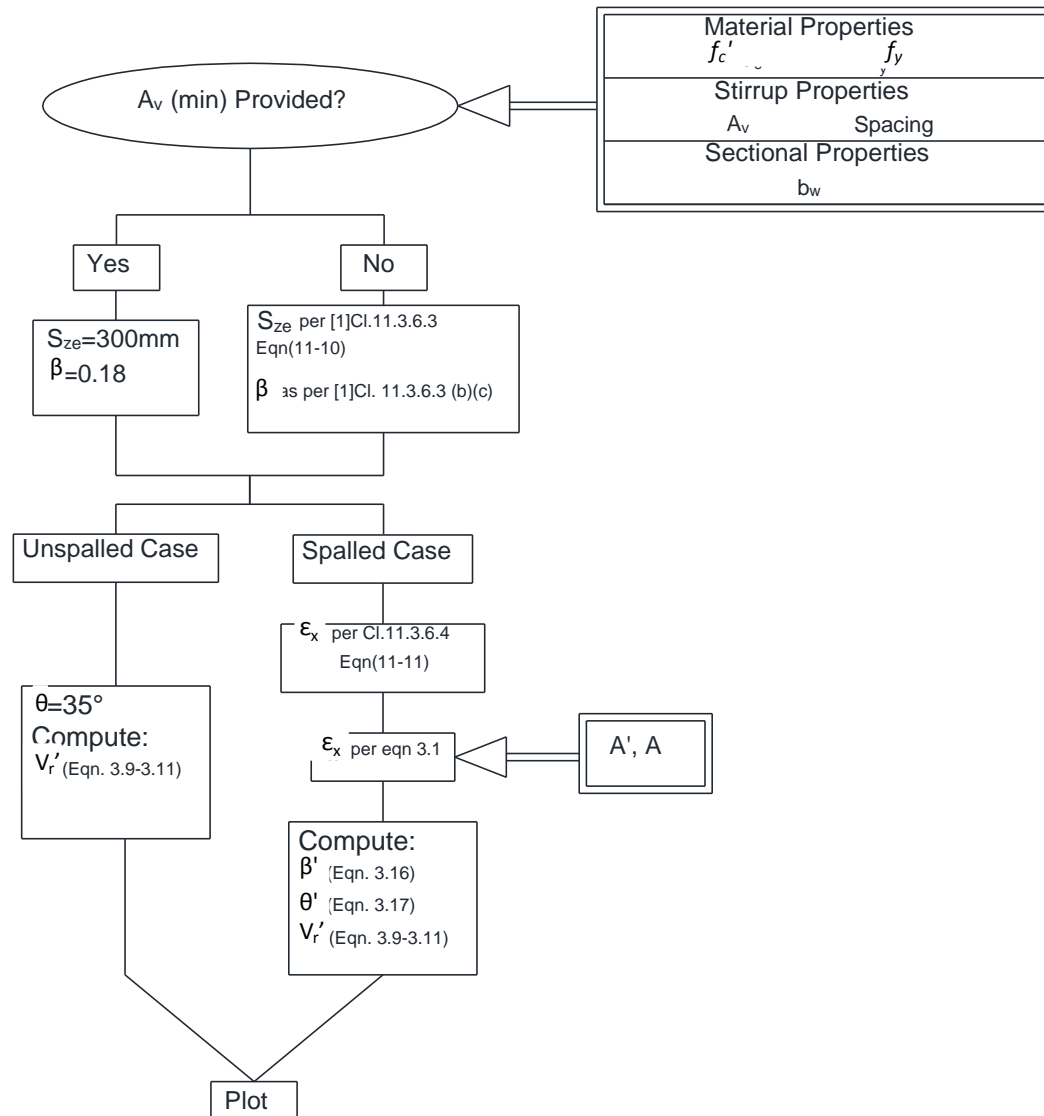 Material Properties
f_c' f_y
Stirrup Properties
A_v Spacing
Sectional Properties
b_w
A_v (min) Provided?
Yes
No
S_ze=300mm
β=0.18
S_ze per [1]Cl.11.3.6.3
Eqn(11-10)
β as per [1]Cl. 11.3.6.3 (b)(c)
Unspalled Case
Spalled Case
ε_x per Cl.11.3.6.4
Eqn(11-11)
θ=35°
Compute:
V_r' (Eqn. 3.9-3.11)
ε_x per eqn 3.1
A', A
Compute:
β' (Eqn. 3.16)
θ' (Eqn. 3.17)
V_r' (Eqn. 3.9-3.11)
Plot